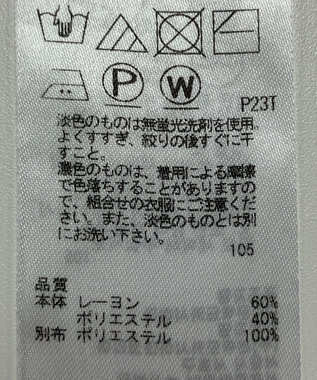 P
W
P23T
淡色のものは無蛍光洗剤を使用。
よくすすぎ、絞りの後すぐに干
すこと。
濃色のものは、着用による摩擦
で色落ちすることがありますの
で、組合せの衣服にご注意くだ
さい。また、淡色のものとは別
にお洗い下さい。
105
品質
本体 レーヨン 60%
ポリエステル 40%
別布 ポリエステル 100%